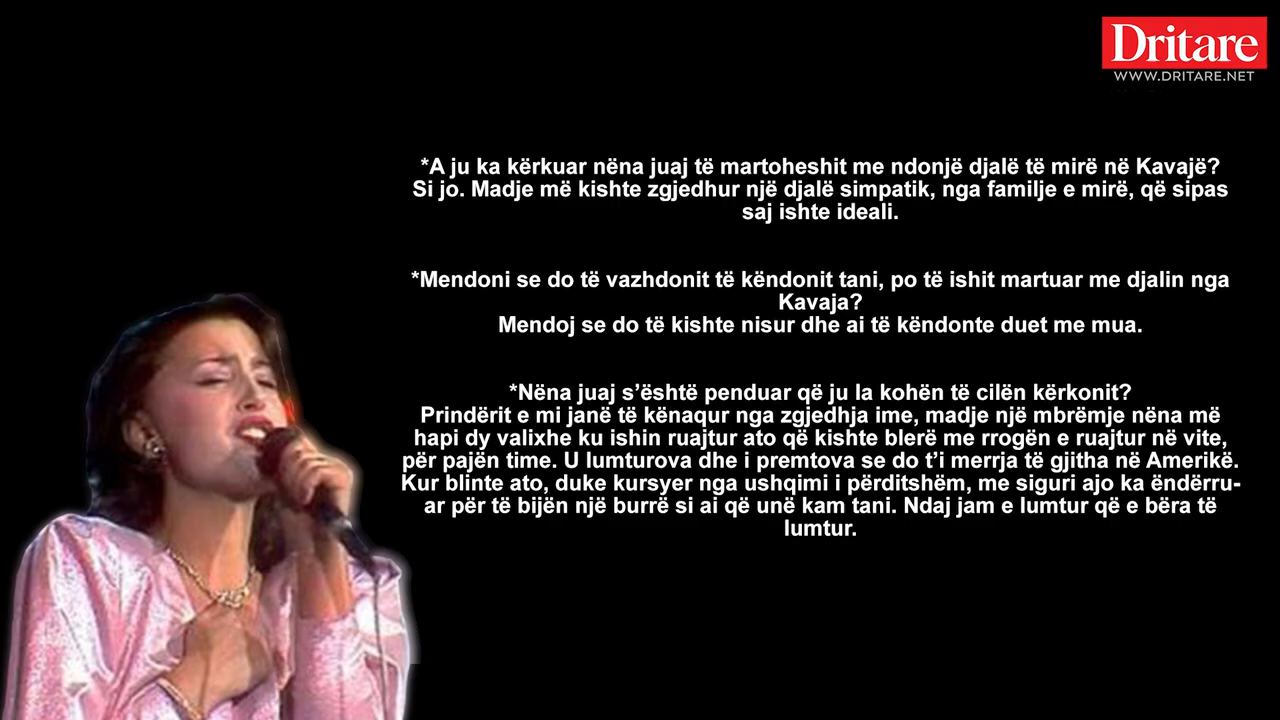 Dritare
WWW.DRITARE.NET
*A ju ka kërkuar nëna juaj të martoheshit me ndonjë djalë të mirë në Kavajë?
Si jo. Madje më kishte zgjedhur një djalë simpatik, nga familje e mirë, që sipas
saj ishte ideali.
*Mendoni se do të vazhdonit të këndonit tani, po të ishit martuar me djalin nga
Kavaja?
Mendoj se do të kishte nisur dhe ai të këndonte duet me mua.
*Nëna juaj s’është penduar që ju la kohën të cilën kërkonit?
Prindërit e mi janë të kënaqur nga zgjedhja ime, madje një mbrëmje nëna më
hapi dy valixhe ku ishin ruajtur ato që kishte blerë me rrogën e ruajtur në vite,
për pajën time. U lumturova dhe i premtova se do t’i merrja të gjitha në Amerikë.
Kur blinte ato, duke kursyer nga ushqimi i përditshëm, me siguri ajo ka ëndërru-
ar për të bijën një burrë si ai që unë kam tani. Ndaj jam e lumtur që e bëra të
lumtur.